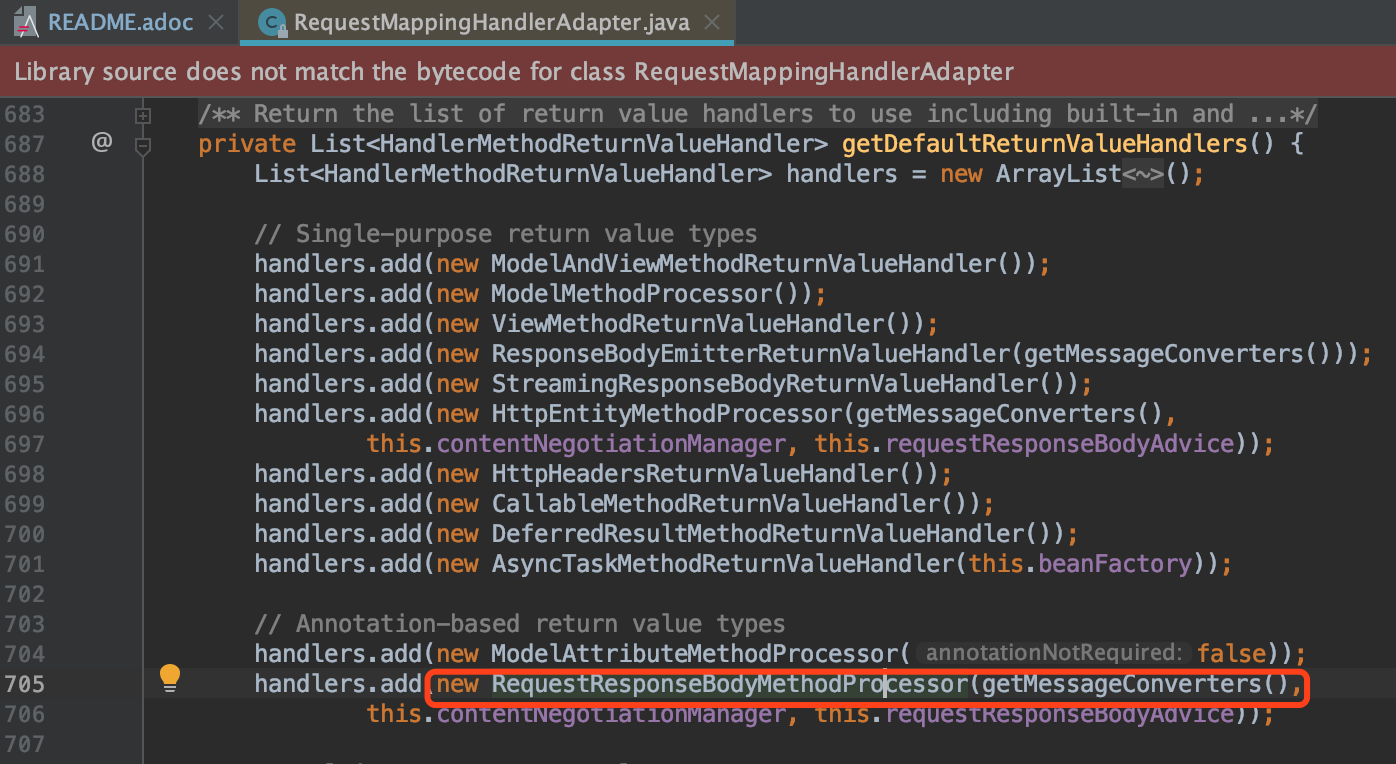 README.adoc × RequestMappingHandlerAdapter.java ×
Library source does not match the bytecode for class RequestMappingHandlerAdapter
683 /** Return the list of return value handlers to use including built-in and ...*/
687 @ private List<HandlerMethodReturnValueHandler> getDefaultReturnValueHandlers() {
688 List<HandlerMethodReturnValueHandler> handlers = new ArrayList<~>();
689
690 // Single-purpose return value types
691 handlers.add(new ModelAndViewMethodReturnValueHandler());
692 handlers.add(new ModelMethodProcessor());
693 handlers.add(new ViewMethodReturnValueHandler());
694 handlers.add(new ResponseBodyEmitterReturnValueHandler(getMessageConverters()));
695 handlers.add(new StreamingResponseBodyReturnValueHandler());
696 handlers.add(new HttpEntityMethodProcessor(getMessageConverters(),
697 this.contentNegotiationManager, this.requestResponseBodyAdvice));
698 handlers.add(new HttpHeadersReturnValueHandler());
699 handlers.add(new CallableMethodReturnValueHandler());
700 handlers.add(new DeferredResultMethodReturnValueHandler());
701 handlers.add(new AsyncTaskMethodReturnValueHandler(this.beanFactory));
702
703 // Annotation-based return value types
704 handlers.add(new ModelAttributeMethodProcessor( annotationNotRequired: false));
705 handlers.add(new RequestResponseBodyMethodProcessor(getMessageConverters(),
706 this.contentNegotiationManager, this.requestResponseBodyAdvice));
707